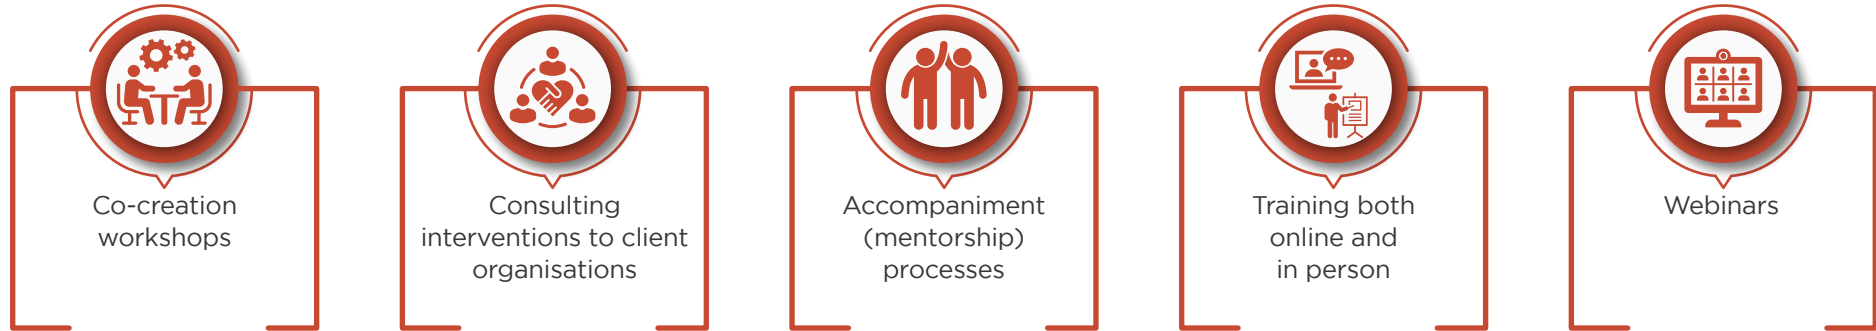 Co-creation
workshops
Consulting
interventions to client
organisations
Accompaniment
(mentorship)
processes
Training both
online and
in person
Webinars